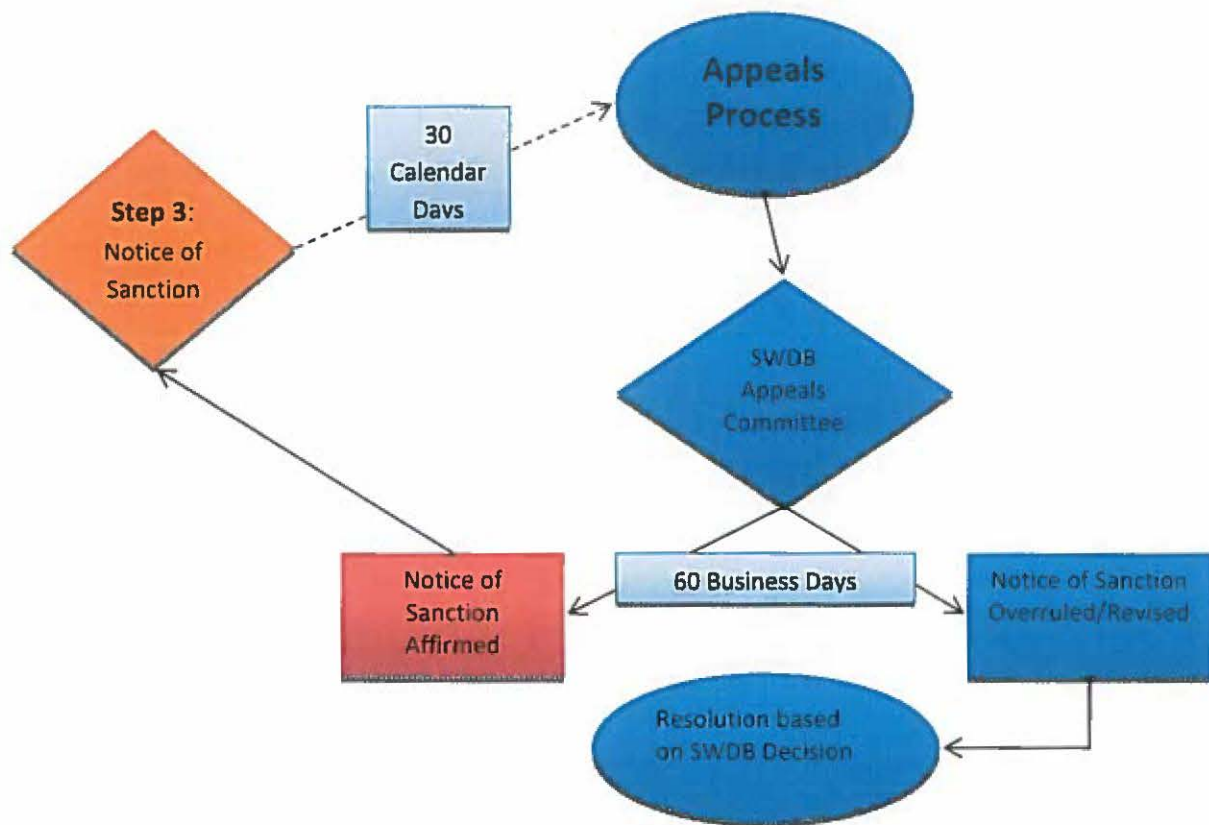 Appeals
Process
30
Calendar
Days
Step 3:
Notice of
Sanction
SWDB
Appeals
Committee
Notice of
Sanction
Affirmed
60 Business Days
Notice of Sanction
Overruled/Revised
Resolution based
on SWDB Decision